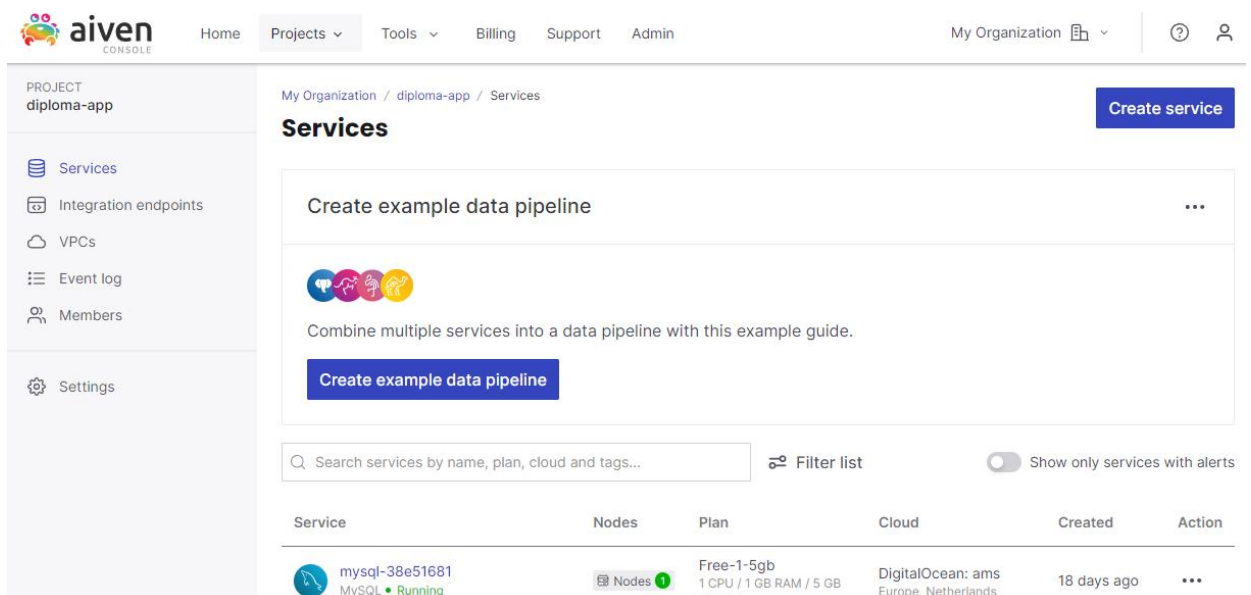 aiven
CONSOLE
Home
Projects
Tools
Billing
Support
Admin
My Organization
PROJECT
diploma-app
Services
Integration endpoints
VPCs
Event log
Members
Settings
My Organization / diploma-app / Services
Services
Create service
Create example data pipeline
Combine multiple services into a data pipeline with this example guide.
Create example data pipeline
Search services by name, plan, cloud and tags...
Filter list
Show only services with alerts
Service Nodes Plan Cloud Created Action
mysql-38e51681
MySQL • Running
Nodes 1
Free-1-5gb
1 CPU / 1 GB RAM / 5 GB
DigitalOcean: ams
Europe, Netherlands
18 days ago